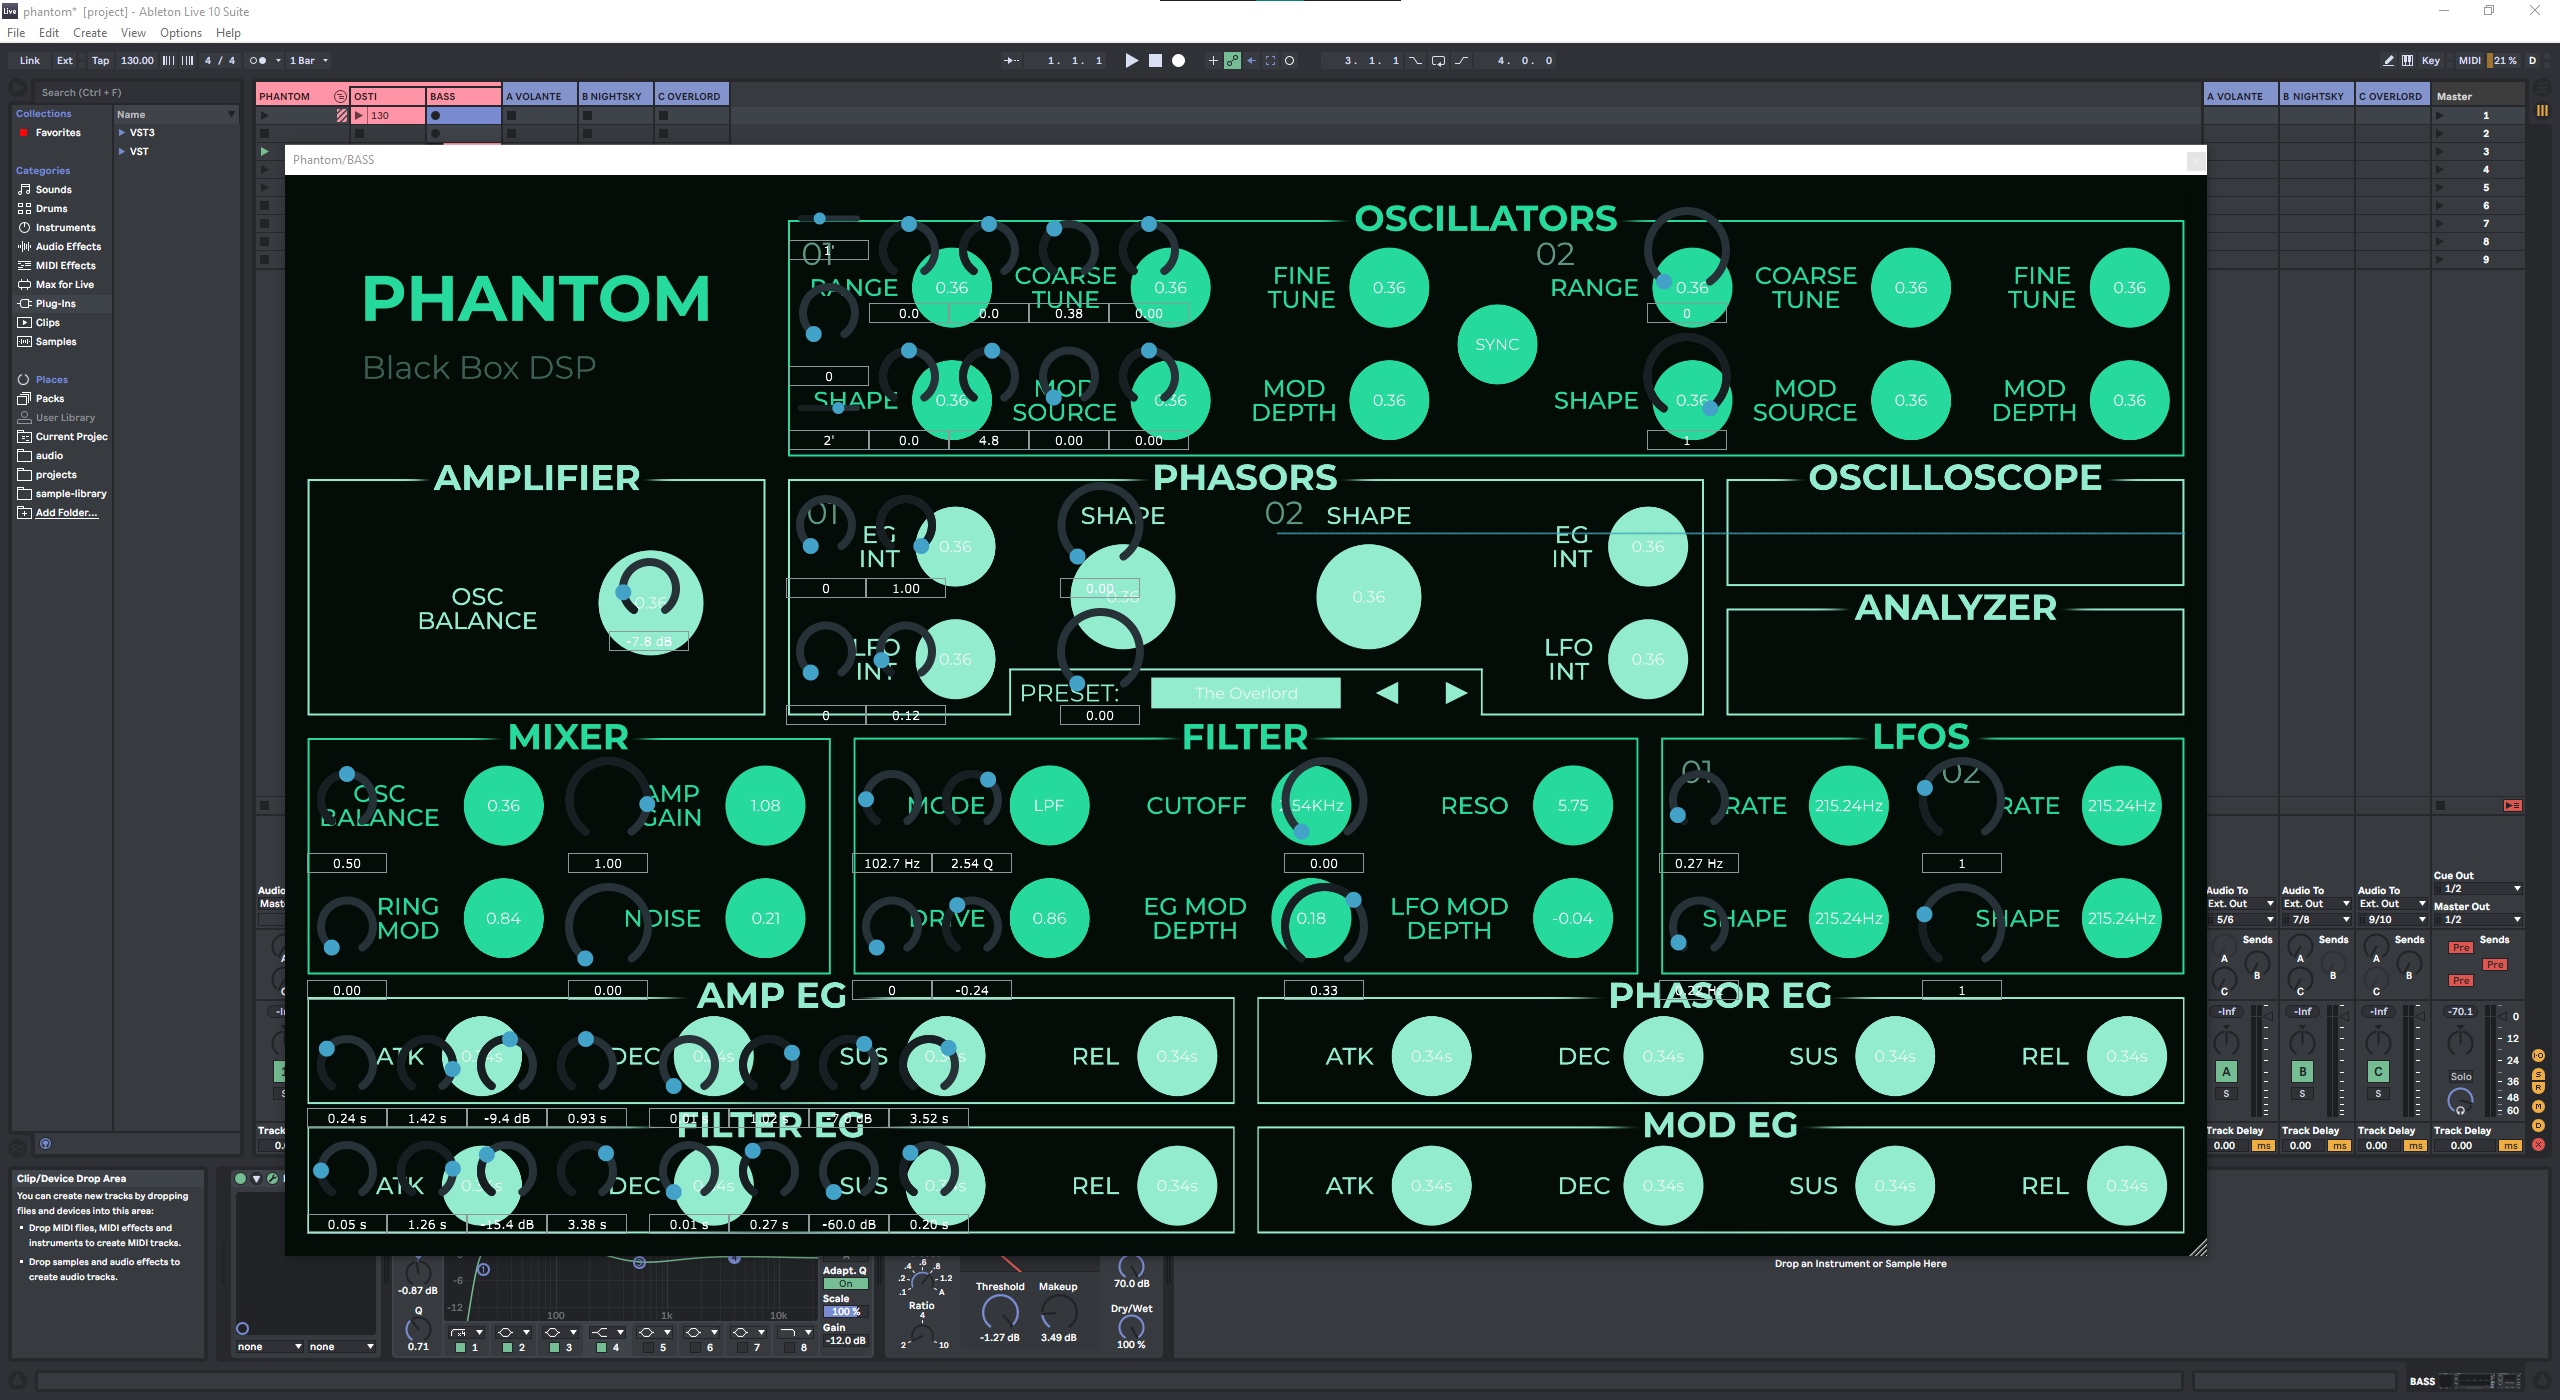 phantom* [project] - Ableton Live 10 Suite
File Edit Create View Options Help
Link Ext Tap 130.00 4 / 4 1 Bar 1. 1. 1 3. 1. 1 4. 0. 0 Key MIDI 21 % D
Search (Ctrl + F)
Collections
Favorites
Categories
Sounds
Drums
Instruments
Audio Effects
MIDI Effects
Max for Live
Plug-Ins
Clips
Samples
Places
Packs
User Library
Current Projec
audio
projects
sample-library
Add Folder...
Name
VST3
VST
PHANTOM OSTI BASS A VOLANTE B NIGHTSKY C OVERLORD
130
A VOLANTE B NIGHTSKY C OVERLORD Master
1
2
3
4
5
6
7
8
9
Phantom/BASS
PHANTOM
Black Box DSP
OSCILLATORS
01 02
1'
RANGE 0.36 COARSE TUNE 0.36 FINE TUNE 0.36
0.0 0.0 0.38 0.00
SYNC
RANGE 0.36 COARSE TUNE 0.36 FINE TUNE 0.36
0
0
SHAPE 0.36 MOD SOURCE 0.36 MOD DEPTH 0.36
SHAPE 0.36 MOD SOURCE 0.36 MOD DEPTH 0.36
2' 0.0 4.8 0.00 0.00 1
AMPLIFIER
OSC BALANCE 0.36
-7.8 dB
PHASORS
01 SHAPE 02 SHAPE
EG INT 0.36 EG INT 0.36
0 1.00 0.00 0.36 0.36
LFO INT 0.36 LFO INT 0.36
0 0.12 0.00
PRESET: The Overlord
OSCILLOSCOPE
ANALYZER
MIXER
OSC BALANCE 0.36 AMP GAIN 1.08
0.50 1.00
RING MOD 0.84 NOISE 0.21
0.00 0.00
FILTER
MODE LPF CUTOFF 2.54KHz RESO 5.75
102.7 Hz 2.54 Q 0.00
DRIVE 0.86 EG MOD DEPTH 0.18 LFO MOD DEPTH -0.04
0 -0.24 0.33
LFOS
01 02
RATE 215.24Hz RATE 215.24Hz
0.27 Hz 1
SHAPE 215.24Hz SHAPE 215.24Hz
1
AMP EG
ATK DEC SUS REL 0.34s
0.24 s 1.42 s -9.4 dB 0.93 s 0.01 s 1.02 s 3.52 s
PHASOR EG
ATK 0.34s DEC 0.34s SUS 0.34s REL 0.34s
FILTER EG
ATK DEC SUS REL 0.34s
0.05 s 1.26 s -15.4 dB 3.38 s 0.01 s 0.27 s -60.0 dB 0.20 s
MOD EG
ATK 0.34s DEC 0.34s SUS 0.34s REL 0.34s
Audio To Audio To Audio To Cue Out
Ext. Out Ext. Out Ext. Out 1/2
5/6 7/8 9/10 Master Out
1/2
Sends Sends Sends Sends
A B C A B C A B C Pre Pre Pre
-Inf -Inf -Inf -70.1
0
12
24
36
48
60
A B C Solo
S S S
Track Delay Track Delay Track Delay Track Delay
0.00 ms 0.00 ms 0.00 ms 0.00 ms
Clip/Device Drop Area
You can create new tracks by dropping
files and devices into this area:
Drop MIDI files, MIDI effects and
instruments to create MIDI tracks.
Drop samples and audio effects to
create audio tracks.
none none
-0.87 dB
Q
0.71
-6
-12
100 1k 10k
1 2 3 4 5 6 7 8
Adapt. Q
On
Scale
100 %
Gain
-12.0 dB
.1 .2 .4 .6 .8 1.2 A
Ratio
2 4 10
Threshold Makeup
-1.27 dB 3.49 dB
70.0 dB
Dry/Wet
100 %
Drop an Instrument or Sample Here
BASS